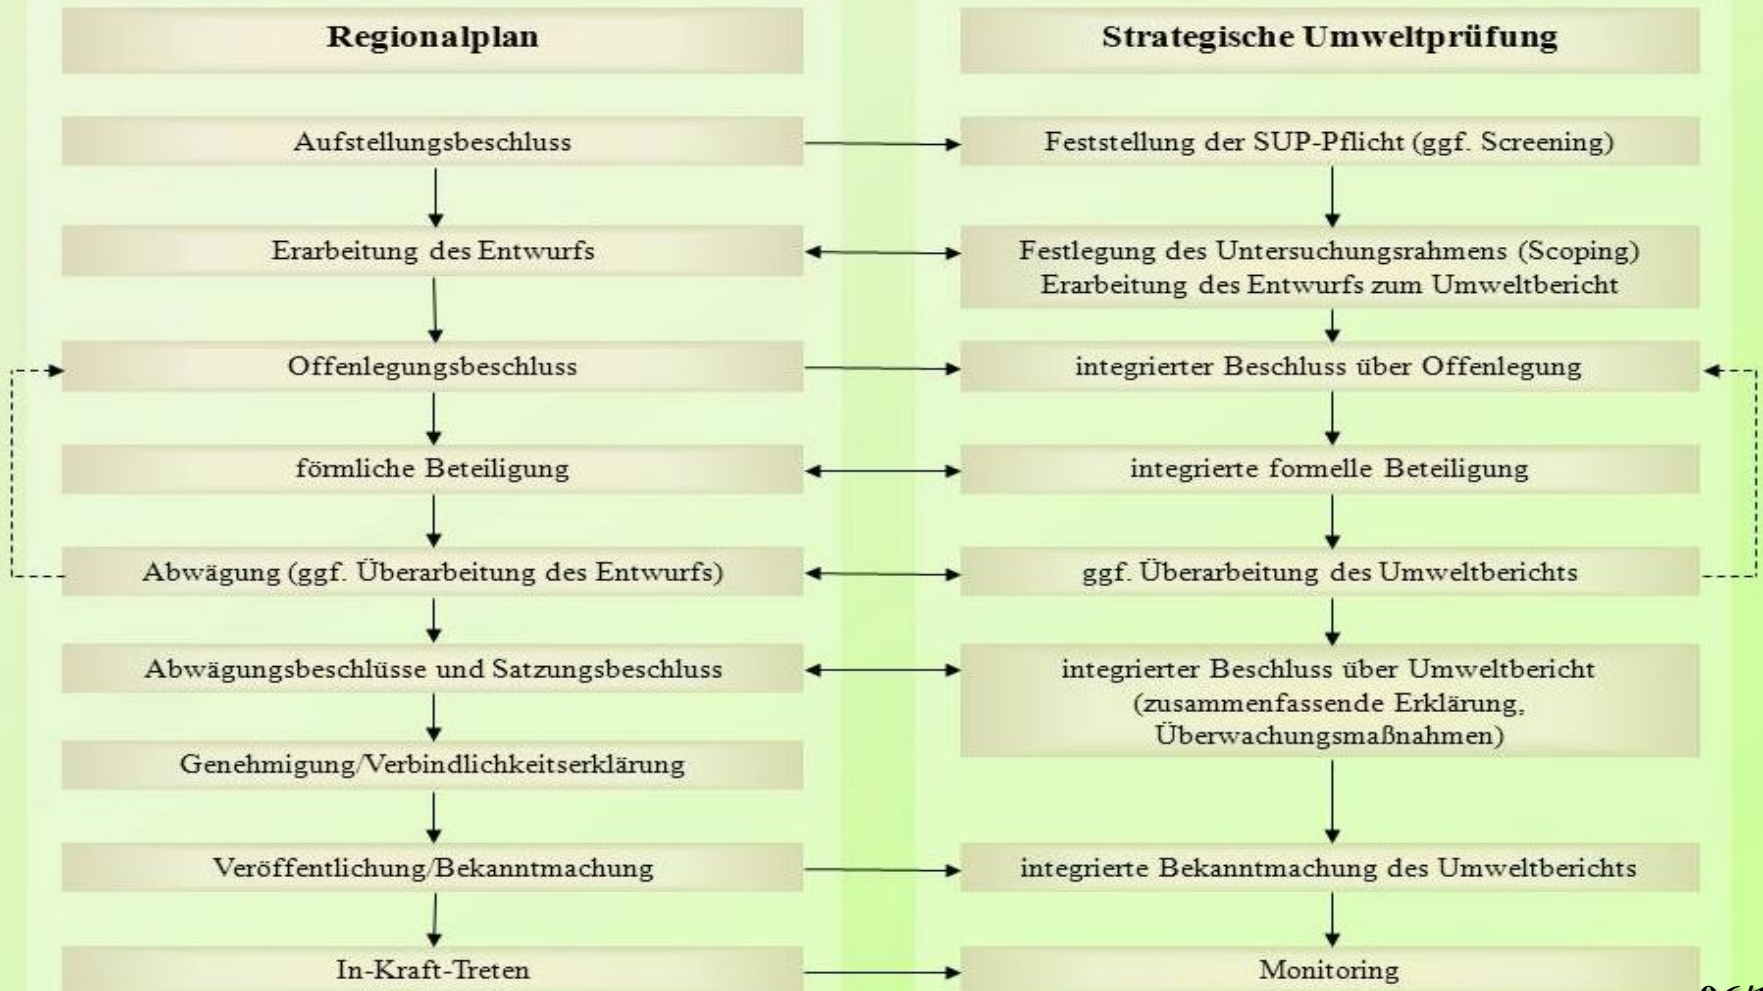 Regionalplan
Strategische Umweltprüfung
Aufstellungsbeschluss
Feststellung der SUP-Pflicht (ggf. Screening)
Erarbeitung des Entwurfs
Festlegung des Untersuchungsrahmens (Scoping)
Erarbeitung des Entwurfs zum Umweltbericht
Offenlegungsbeschluss
integrierter Beschluss über Offenlegung
förmliche Beteiligung
integrierte formelle Beteiligung
Abwägung (ggf. Überarbeitung des Entwurfs)
ggf. Überarbeitung des Umweltberichts
Abwägungsbeschlüsse und Satzungsbeschluss
integrierter Beschluss über Umweltbericht
(zusammenfassende Erklärung,
Überwachungsmaßnahmen)
Genehmigung/Verbindlichkeitserklärung
Veröffentlichung/Bekanntmachung
integrierte Bekanntmachung des Umweltberichts
In-Kraft-Treten
Monitoring